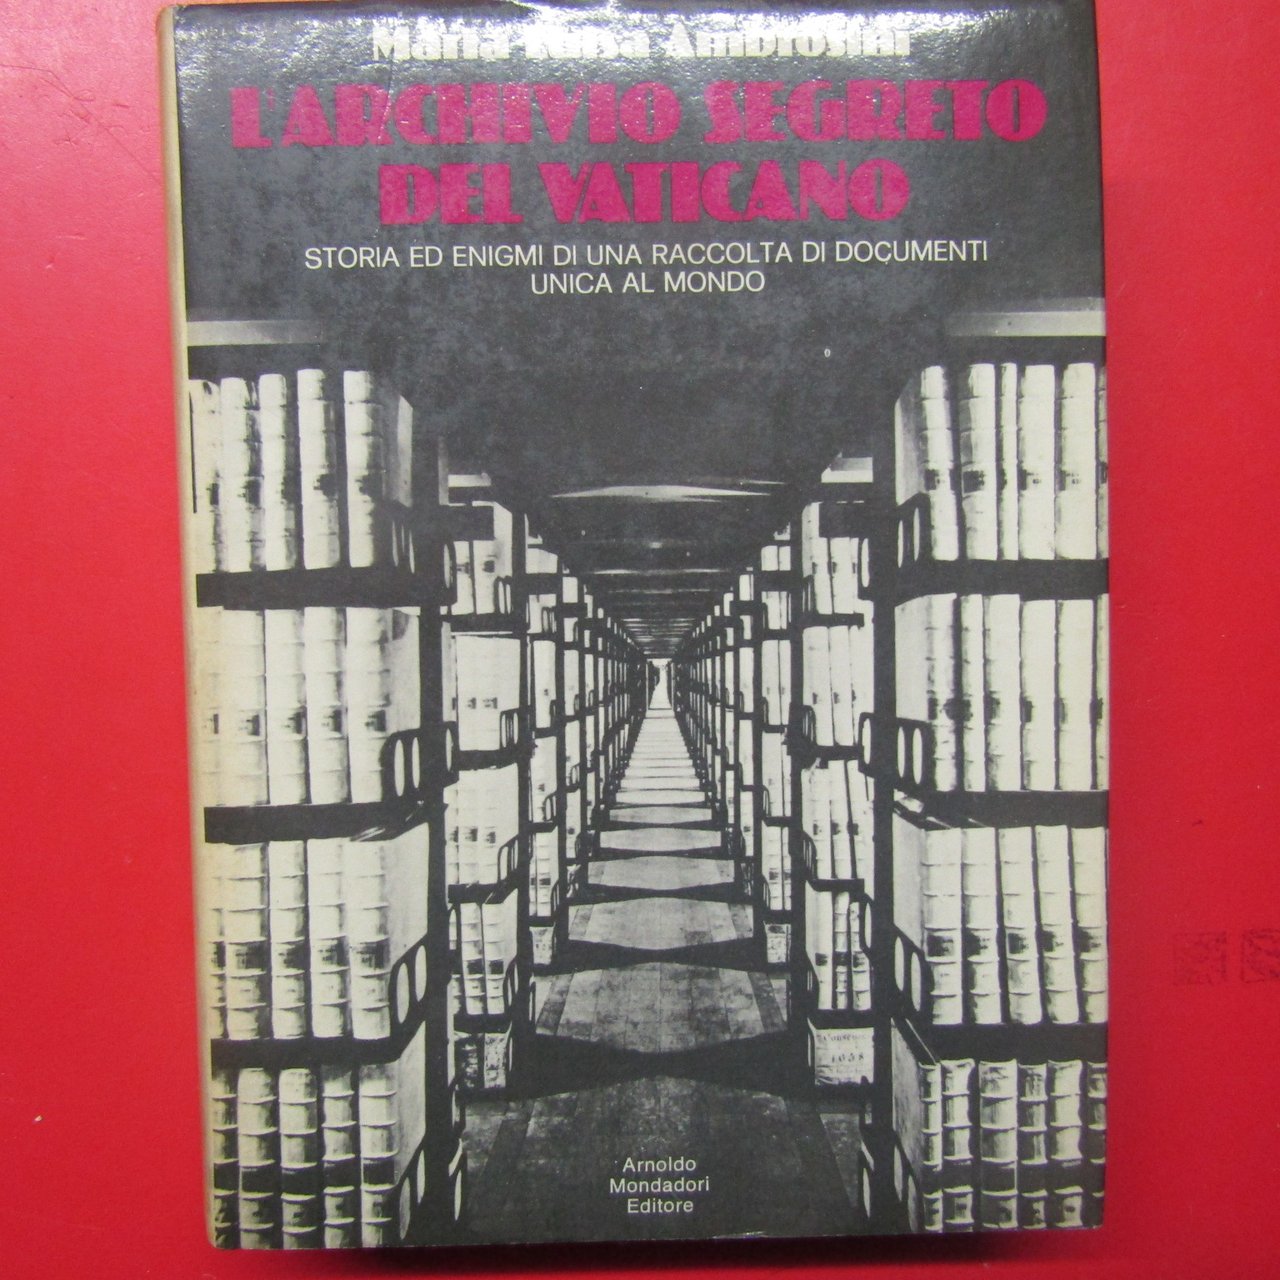 Maria Luisa Ambrosini
L'ARCHIVIO SEGRETO
DEL VATICANO
STORIA ED ENIGMI DI UNA RACCOLTA DI DOCUMENTI
UNICA AL MONDO
1058
Arnoldo
Mondadori
Editore